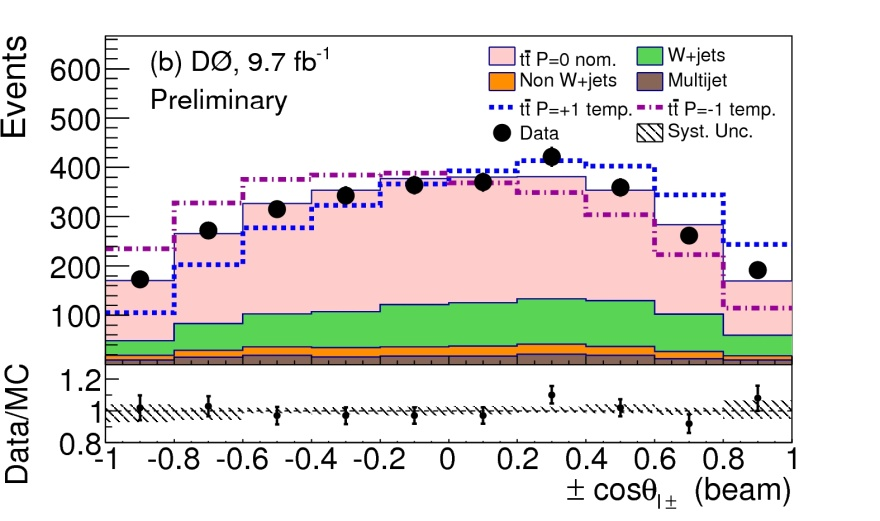 Events
600
500
400
300
200
100
(b) DØ, 9.7 fb⁻¹
Preliminary
tt̄ P=0 nom.
W+jets
Non W+jets
Multijet
tt̄ P=+1 temp.
tt̄ P=-1 temp.
Data
Syst. Unc.
Data/MC
1.2
1
0.8
-1 -0.8 -0.6 -0.4 -0.2 0 0.2 0.4 0.6 0.8 1
± cosθₗ± (beam)